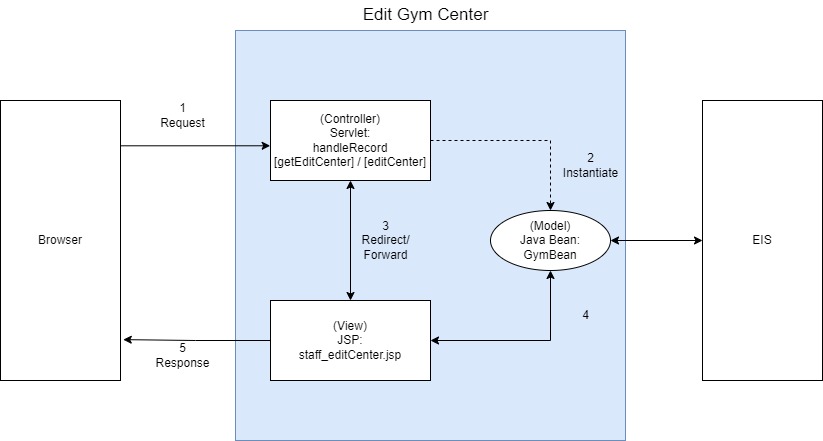 Edit Gym Center
1
Request
(Controller)
Servlet:
handleRecord
[getEditCenter] / [editCenter]
2
Instantiate
Browser
3
Redirect/
Forward
(Model)
Java Bean:
GymBean
EIS
(View)
JSP:
staff_editCenter.jsp
4
5
Response